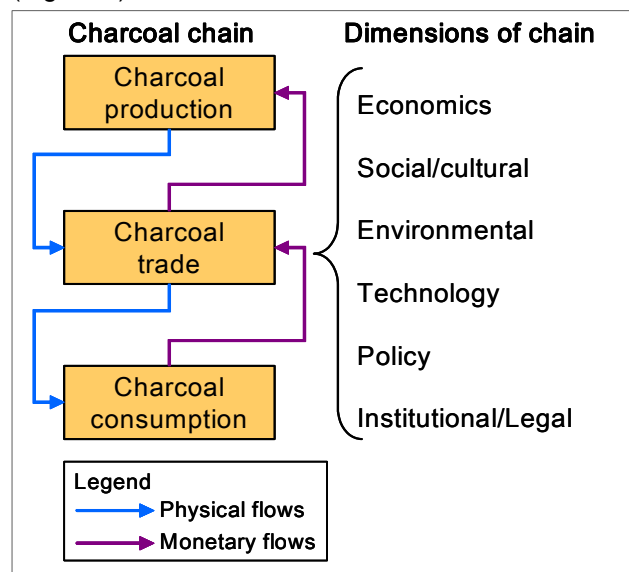 Charcoal chain
Dimensions of chain
Charcoal
production
Charcoal
trade
Charcoal
consumption
Economics
Social/cultural
Environmental
Technology
Policy
Institutional/Legal
Legend
Physical flows
Monetary flows